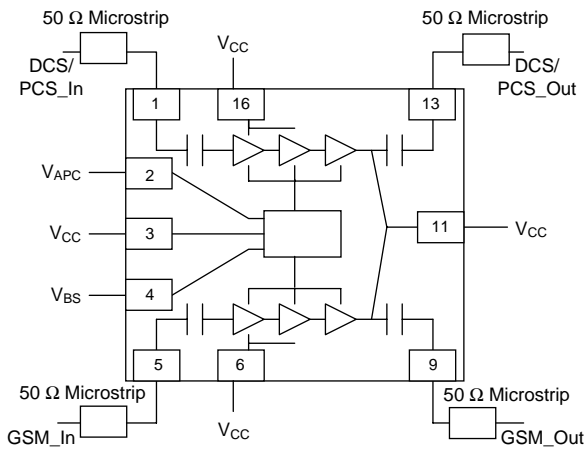 50 Ω Microstrip
50 Ω Microstrip
VCC
DCS/
PCS_In
DCS/
PCS_Out
1
16
13
VAPC
2
VCC
3
11
VCC
VBS
4
5
6
9
50 Ω Microstrip
50 Ω Microstrip
GSM_In
VCC
GSM_Out